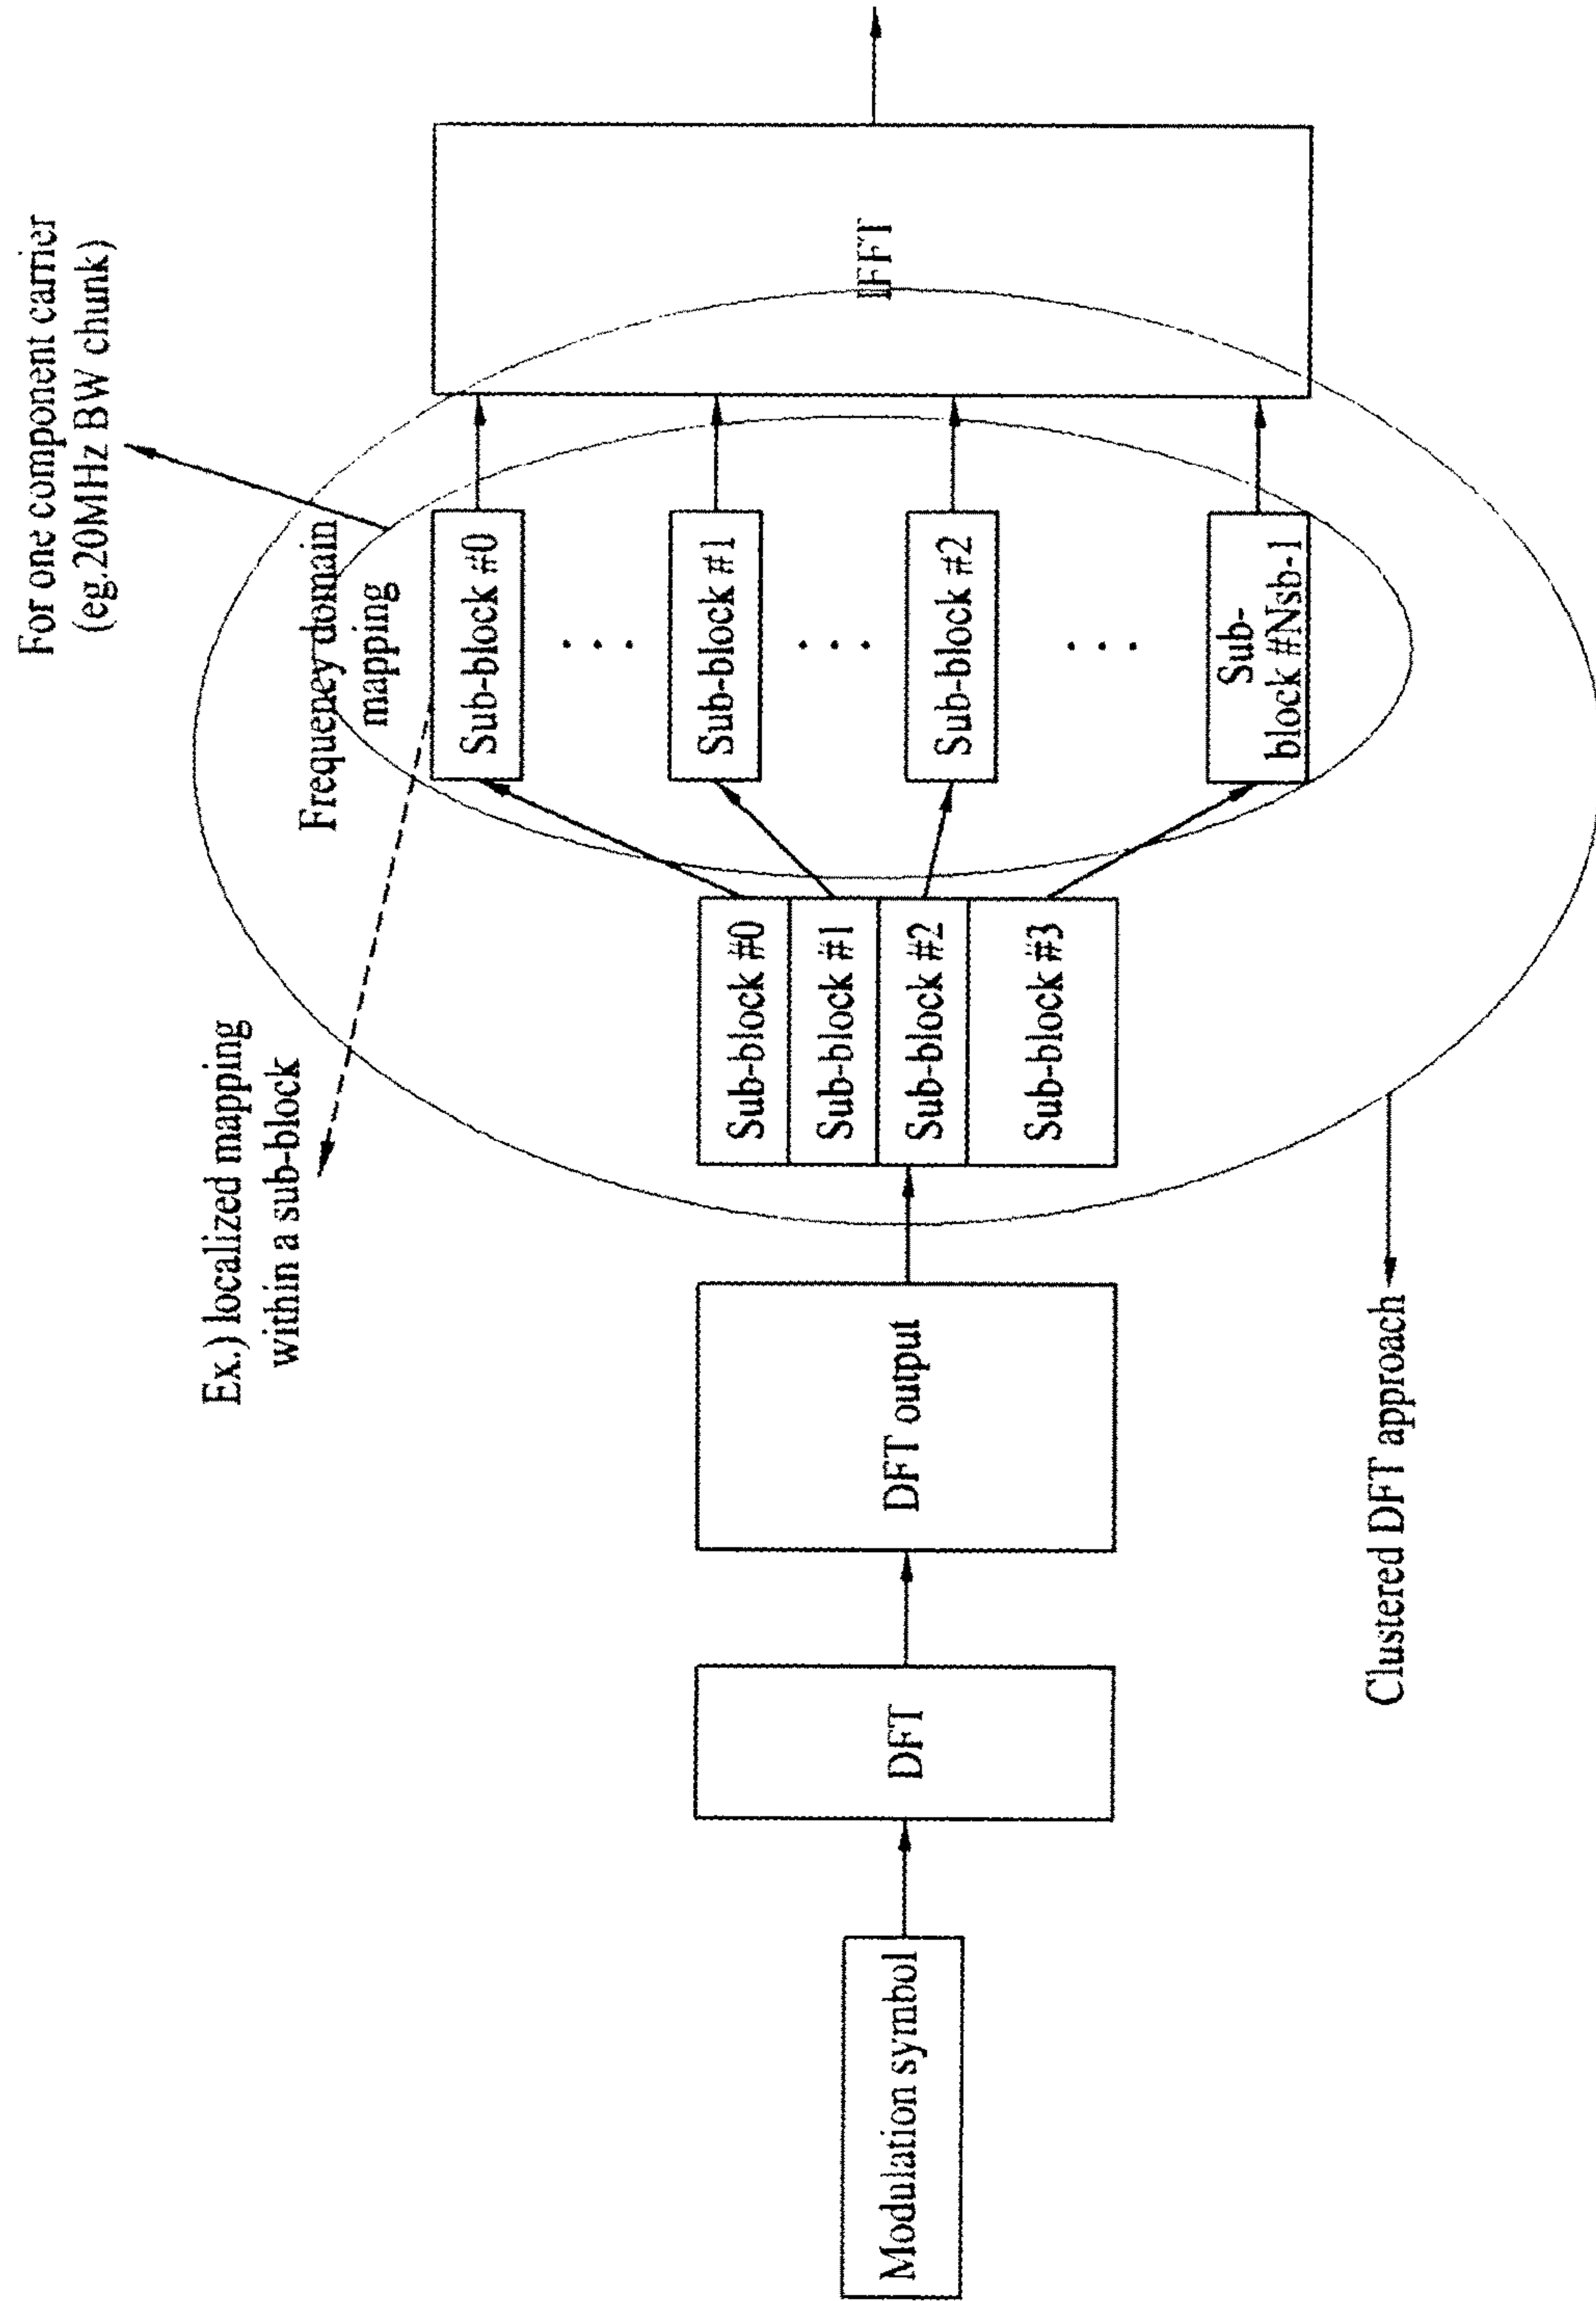 For one component carrier
(eg.20MHz BW chunk)
Ex.) localized mapping
within a sub-block
Frequency domain
mapping
Modulation symbol
DFT
DFT output
Sub-block #0
Sub-block #1
Sub-block #2
Sub-block #3
Sub-block #0
Sub-block #1
Sub-block #2
Sub-
block #Nsb-1
IFFT
Clustered DFT approach